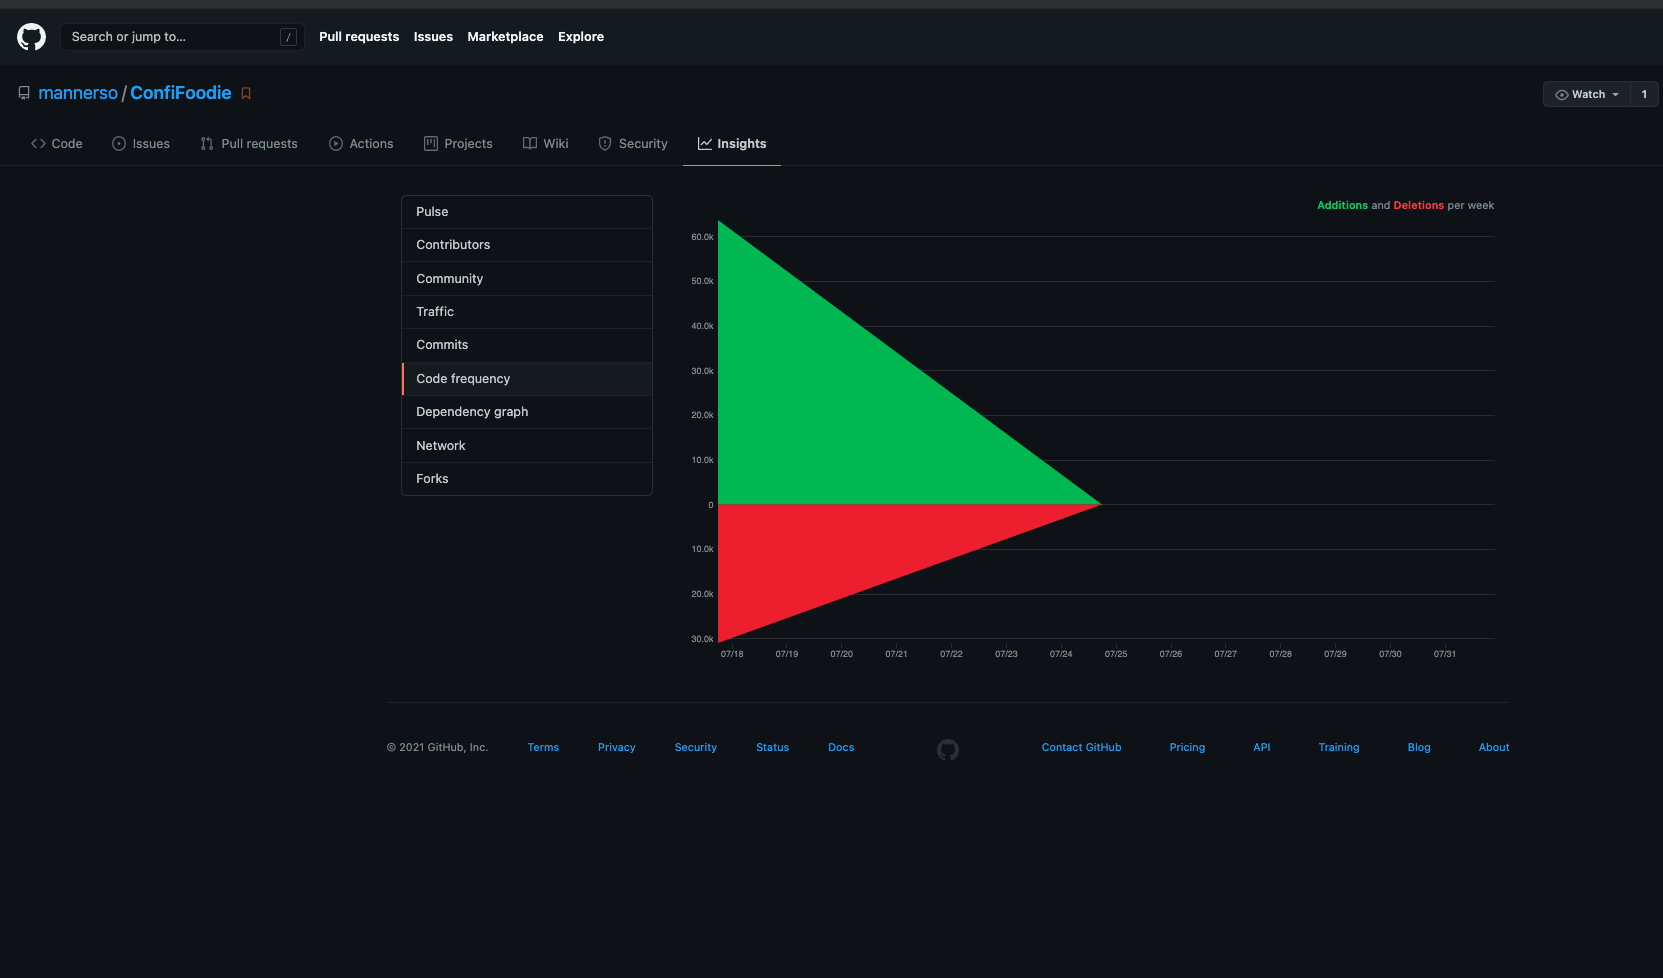 Search or jump to... /
Pull requests Issues Marketplace Explore
mannerso / ConfiFoodie
Watch 1
Code Issues Pull requests Actions Projects Wiki Security Insights
Pulse
Contributors
Community
Traffic
Commits
Code frequency
Dependency graph
Network
Forks
Additions and Deletions per week
60.0k
50.0k
40.0k
30.0k
20.0k
10.0k
0
10.0k
20.0k
30.0k
07/18 07/19 07/20 07/21 07/22 07/23 07/24 07/25 07/26 07/27 07/28 07/29 07/30 07/31
© 2021 GitHub, Inc. Terms Privacy Security Status Docs Contact GitHub Pricing API Training Blog About